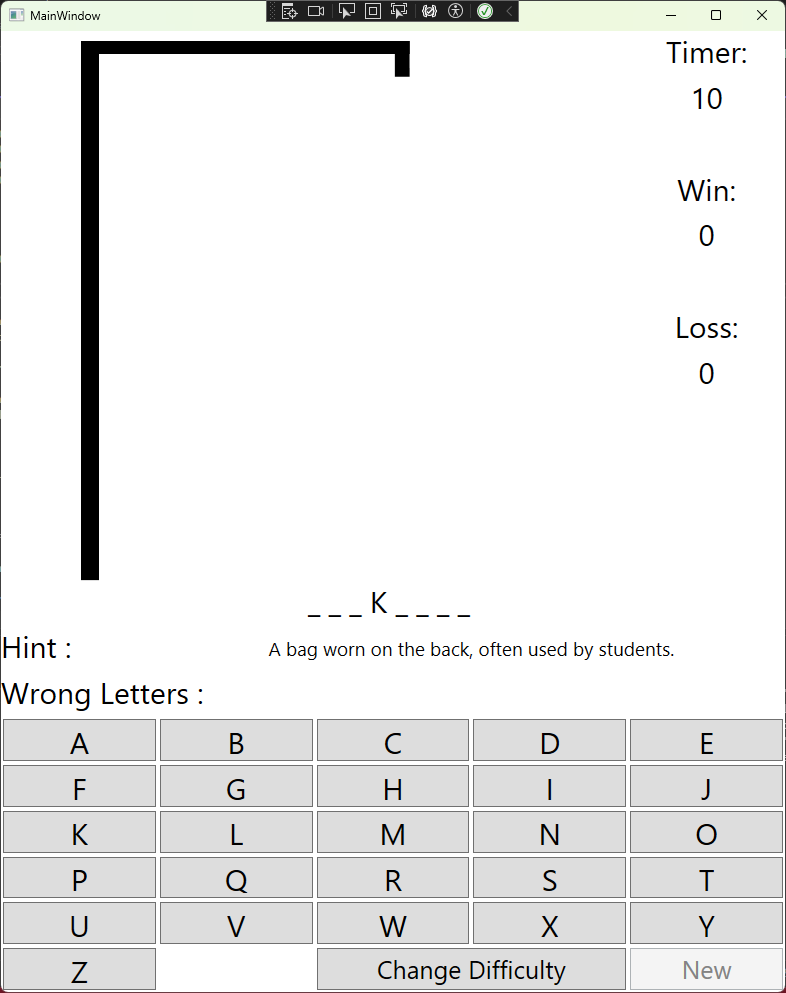 MainWindow
Timer:
10
Win:
0
Loss:
0
_ _ _ K _ _ _ _
Hint :
A bag worn on the back, often used by students.
Wrong Letters :
A B C D E
F G H I J
K L M N O
P Q R S T
U V W X Y
Z Change Difficulty New